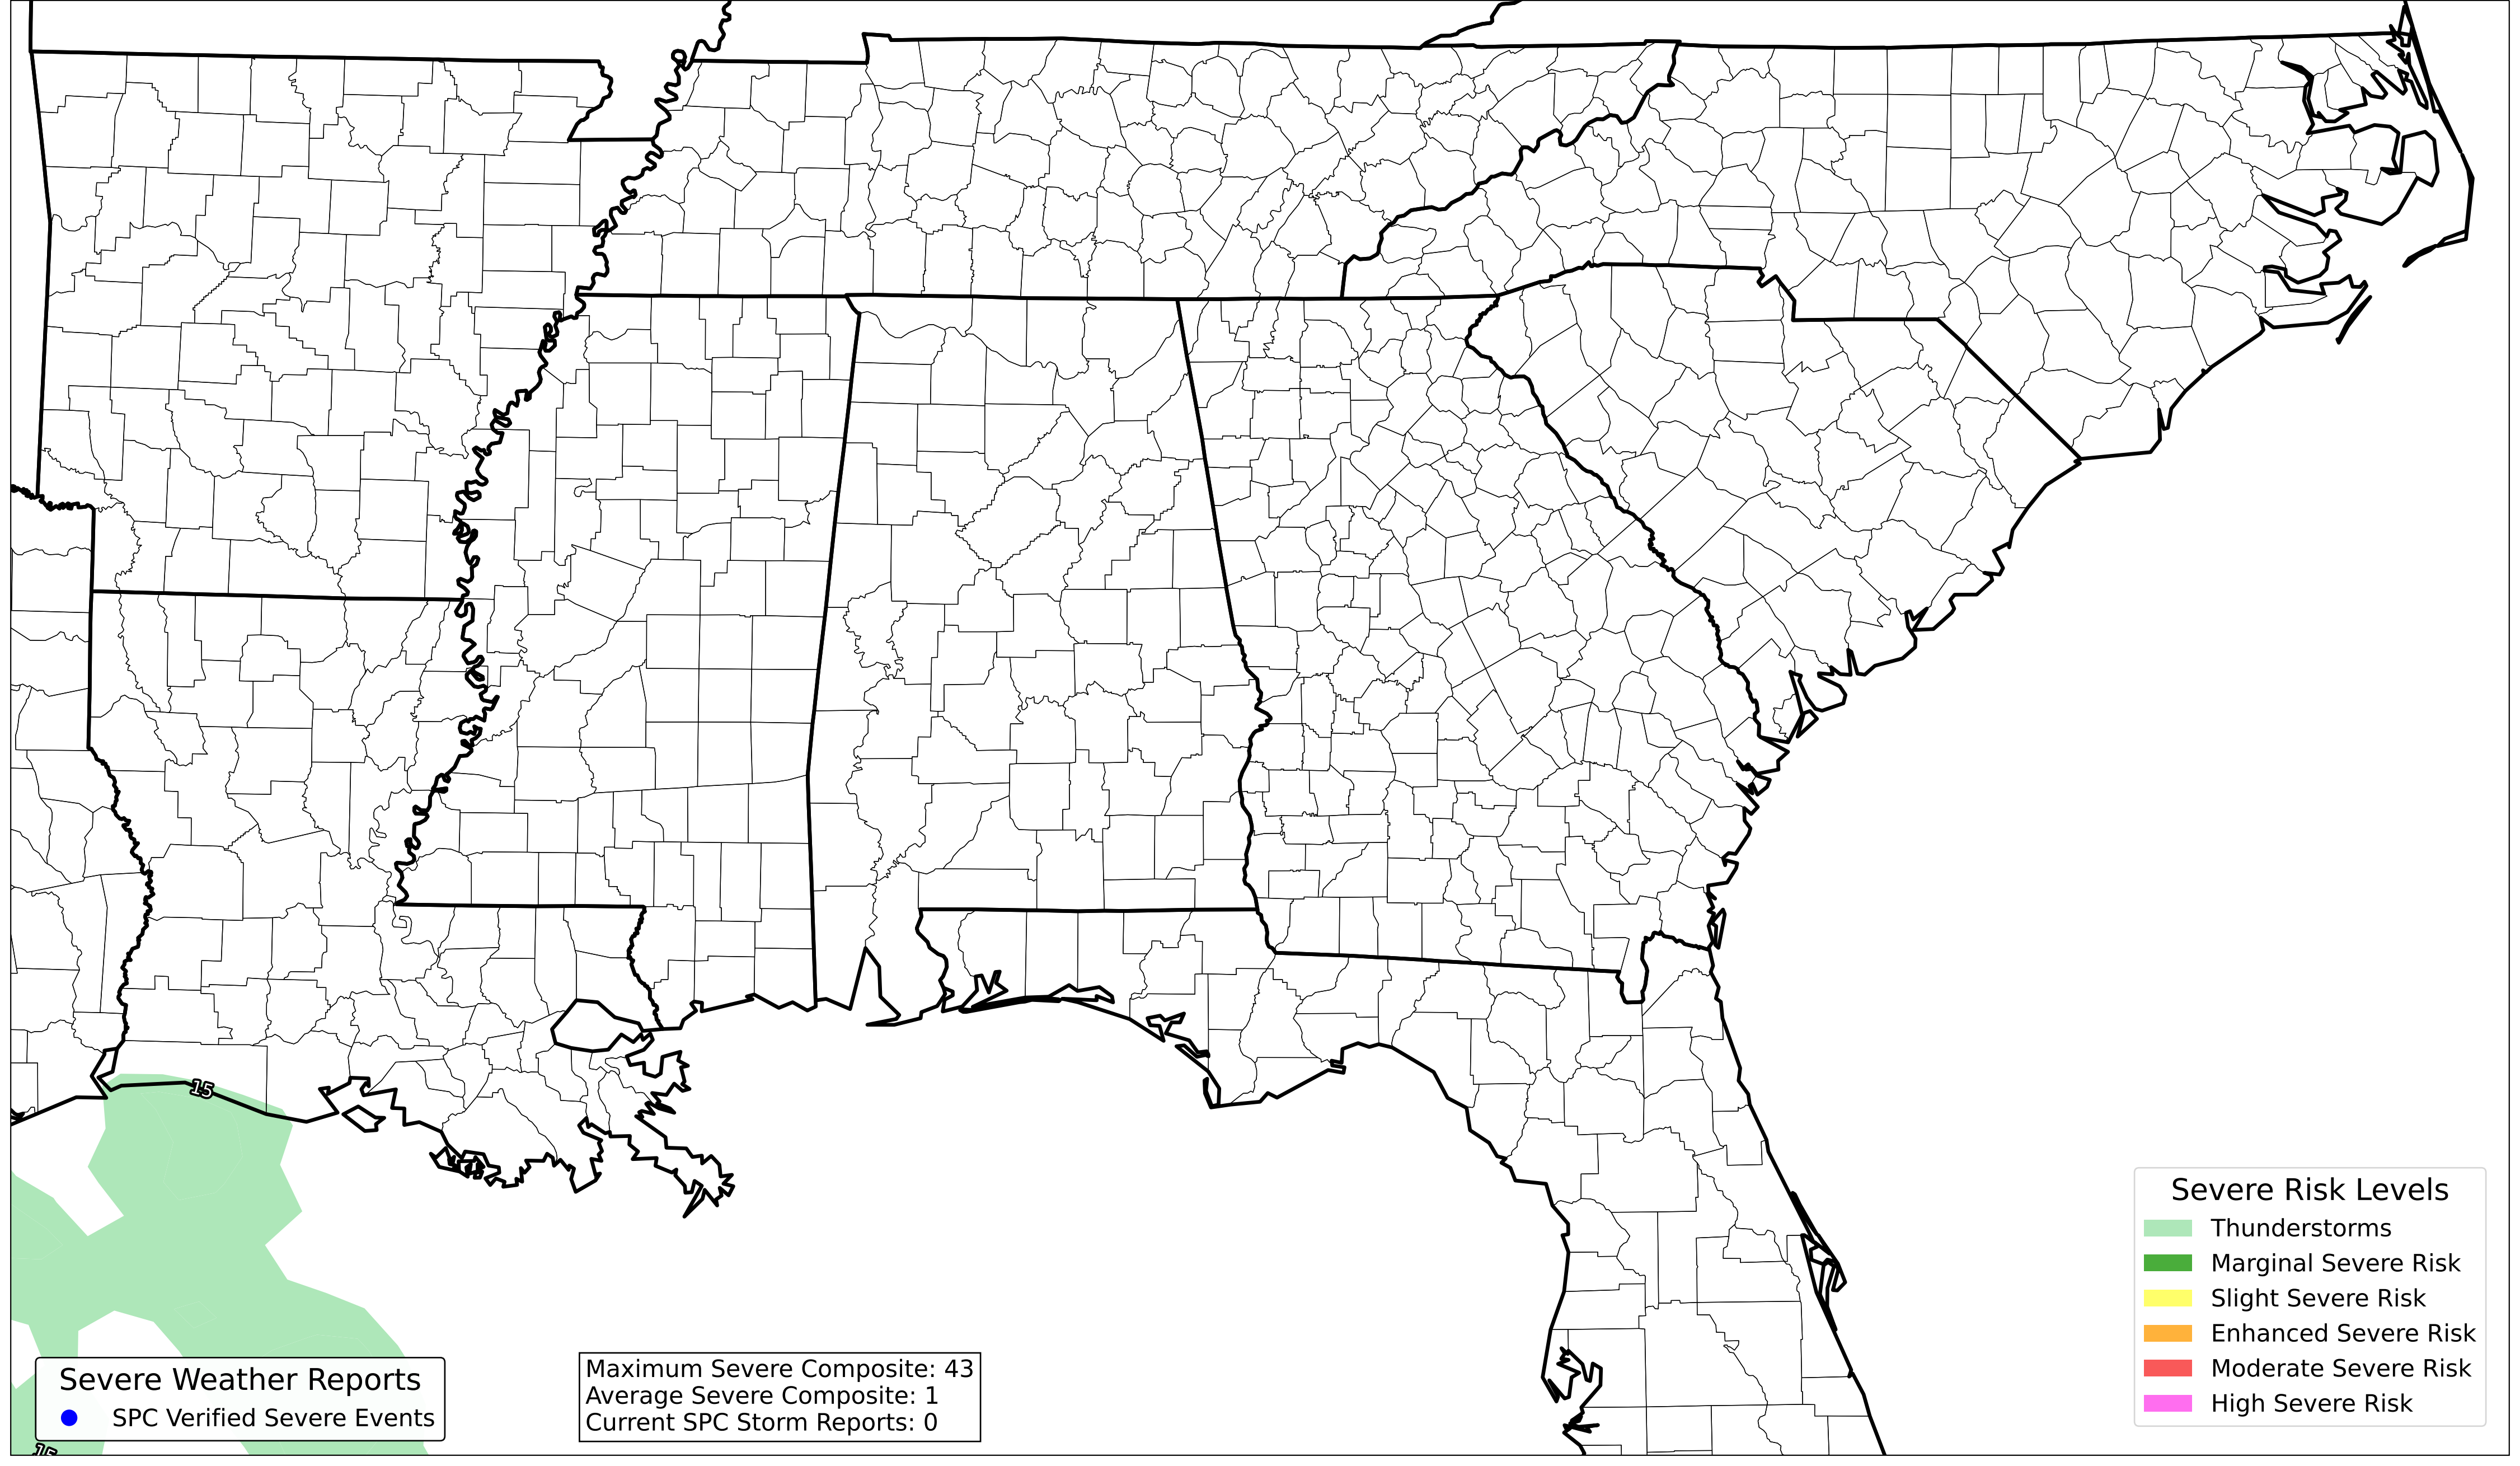 15
Severe Risk Levels
Thunderstorms
Marginal Severe Risk
Slight Severe Risk
Enhanced Severe Risk
Moderate Severe Risk
High Severe Risk
Severe Weather Reports
SPC Verified Severe Events
Maximum Severe Composite: 43
Average Severe Composite: 1
Current SPC Storm Reports: 0
15